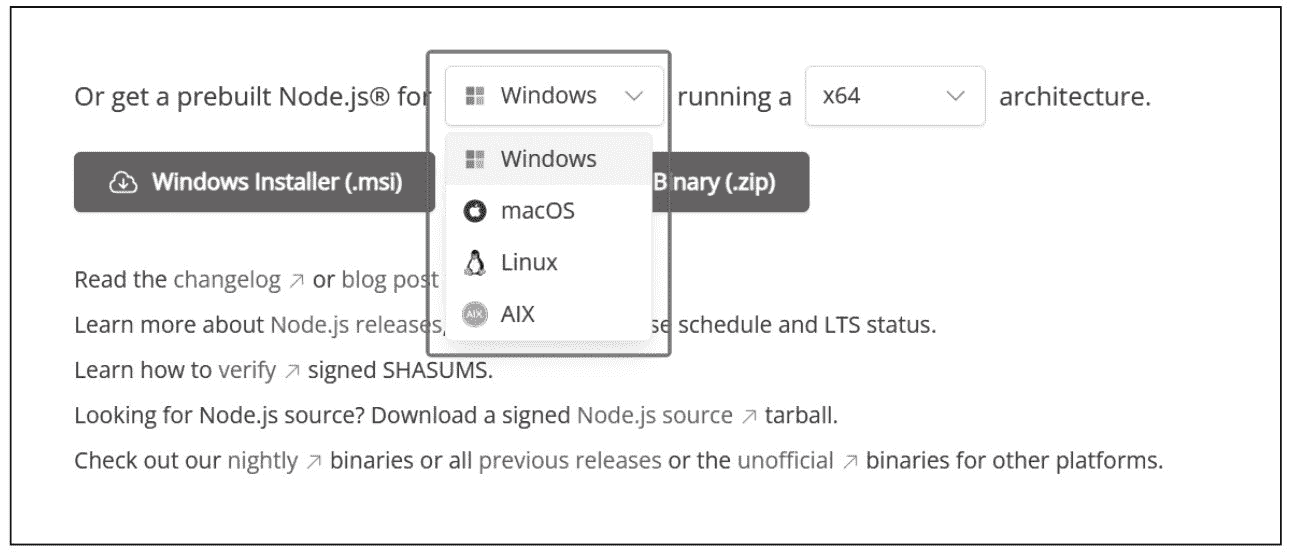 Or get a prebuilt Node.js® for Windows running a x64 architecture.
Windows Installer (.msi) Binary (.zip)
Windows
macOS
Linux
AIX
Read the changelog ↗ or blog post
Learn more about Node.js releases, schedule and LTS status.
Learn how to verify ↗ signed SHASUMS.
Looking for Node.js source? Download a signed Node.js source ↗ tarball.
Check out our nightly ↗ binaries or all previous releases or the unofficial ↗ binaries for other platforms.